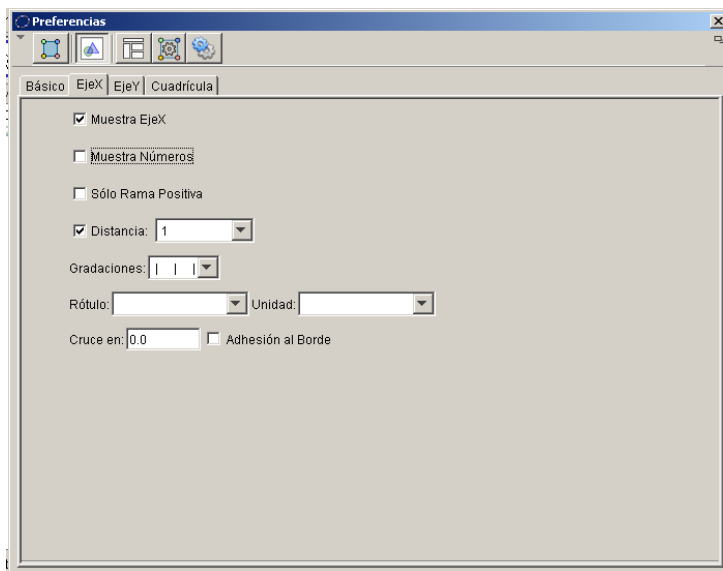 Preferencias
Básico EjeX EjeY Cuadrícula
Muestra EjeX
Muestra Números
Sólo Rama Positiva
Distancia: 1
Gradaciones: | | |
Rótulo: Unidad:
Cruce en: 0.0 Adhesión al Borde